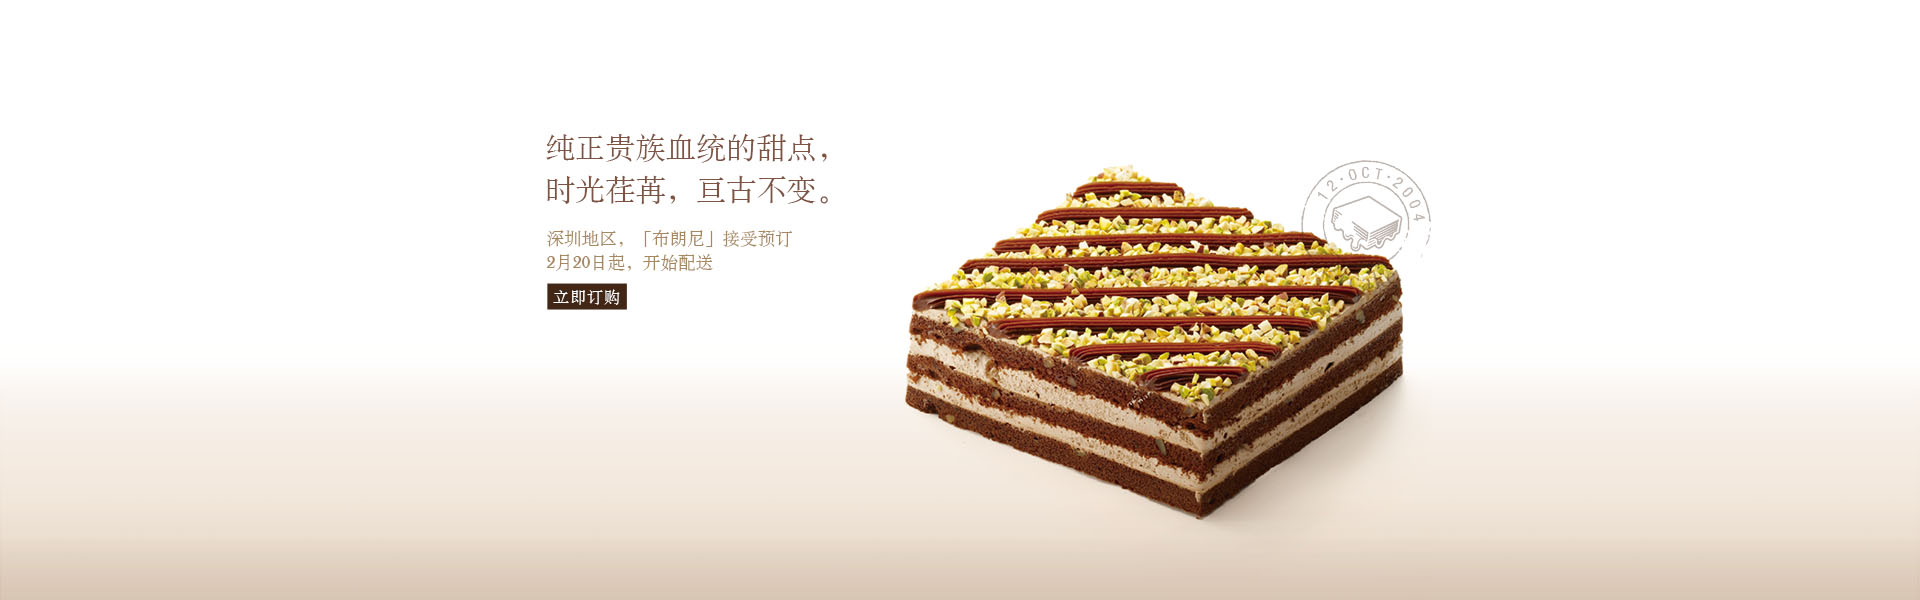 纯正贵族血统的甜点，
时光荏苒，亘古不变。
深圳地区，「布朗尼」接受预订
2月20日起，开始配送
立即订购
12·OCT·2004